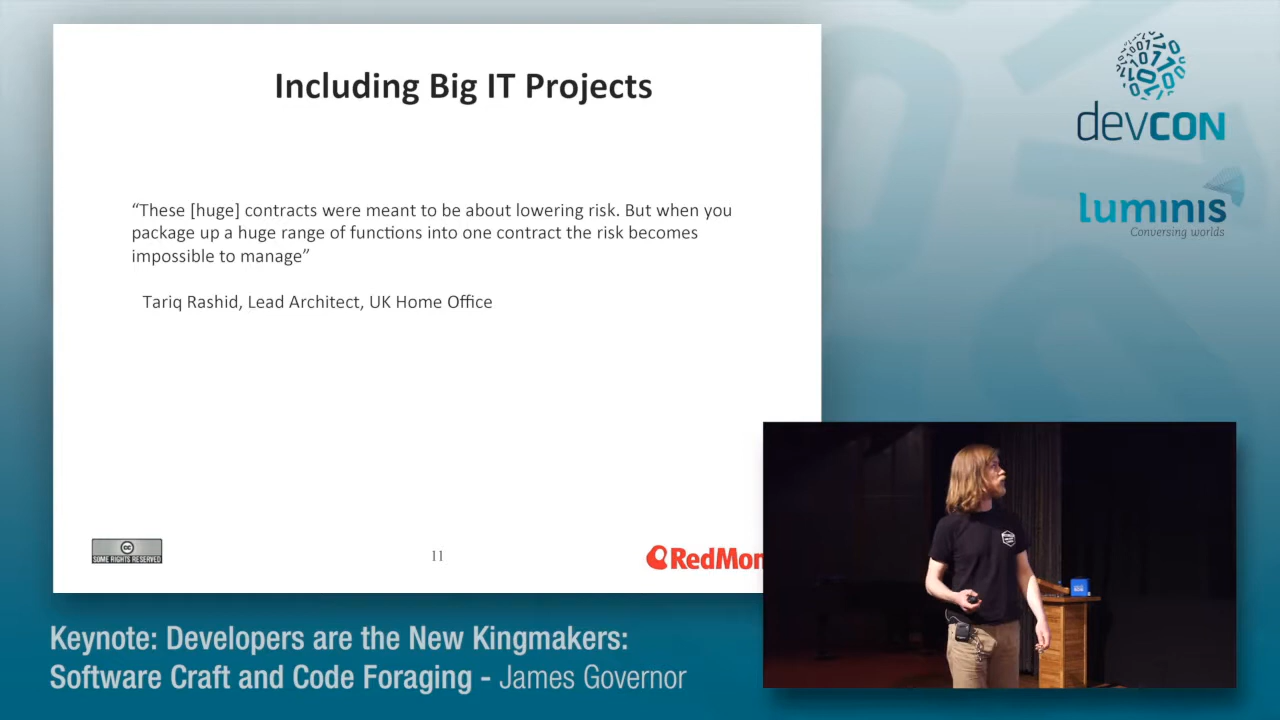 Including Big IT Projects
“These [huge] contracts were meant to be about lowering risk. But when you
package up a huge range of functions into one contract the risk becomes
impossible to manage”
Tariq Rashid, Lead Architect, UK Home Office
CC
SOME RIGHTS RESERVED
11
RedMon
devCON
luminis
Conversing worlds
Keynote: Developers are the New Kingmakers:
Software Craft and Code Foraging - James Governor